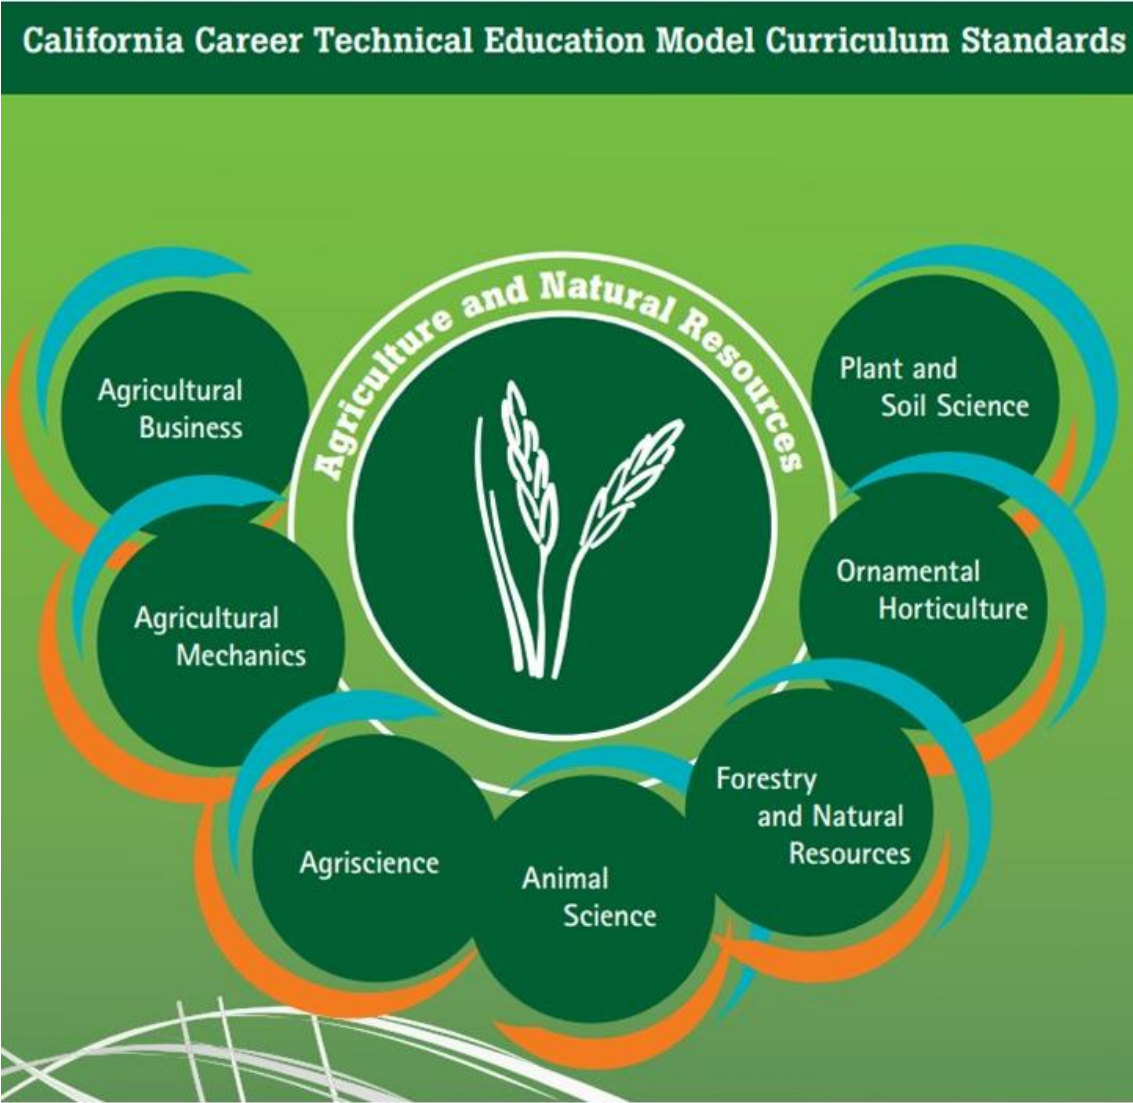 California Career Technical Education Model Curriculum Standards
Agriculture and Natural Resources
Agricultural
Business
Agricultural
Mechanics
Agriscience
Animal
Science
Forestry
and Natural
Resources
Ornamental
Horticulture
Plant and
Soil Science